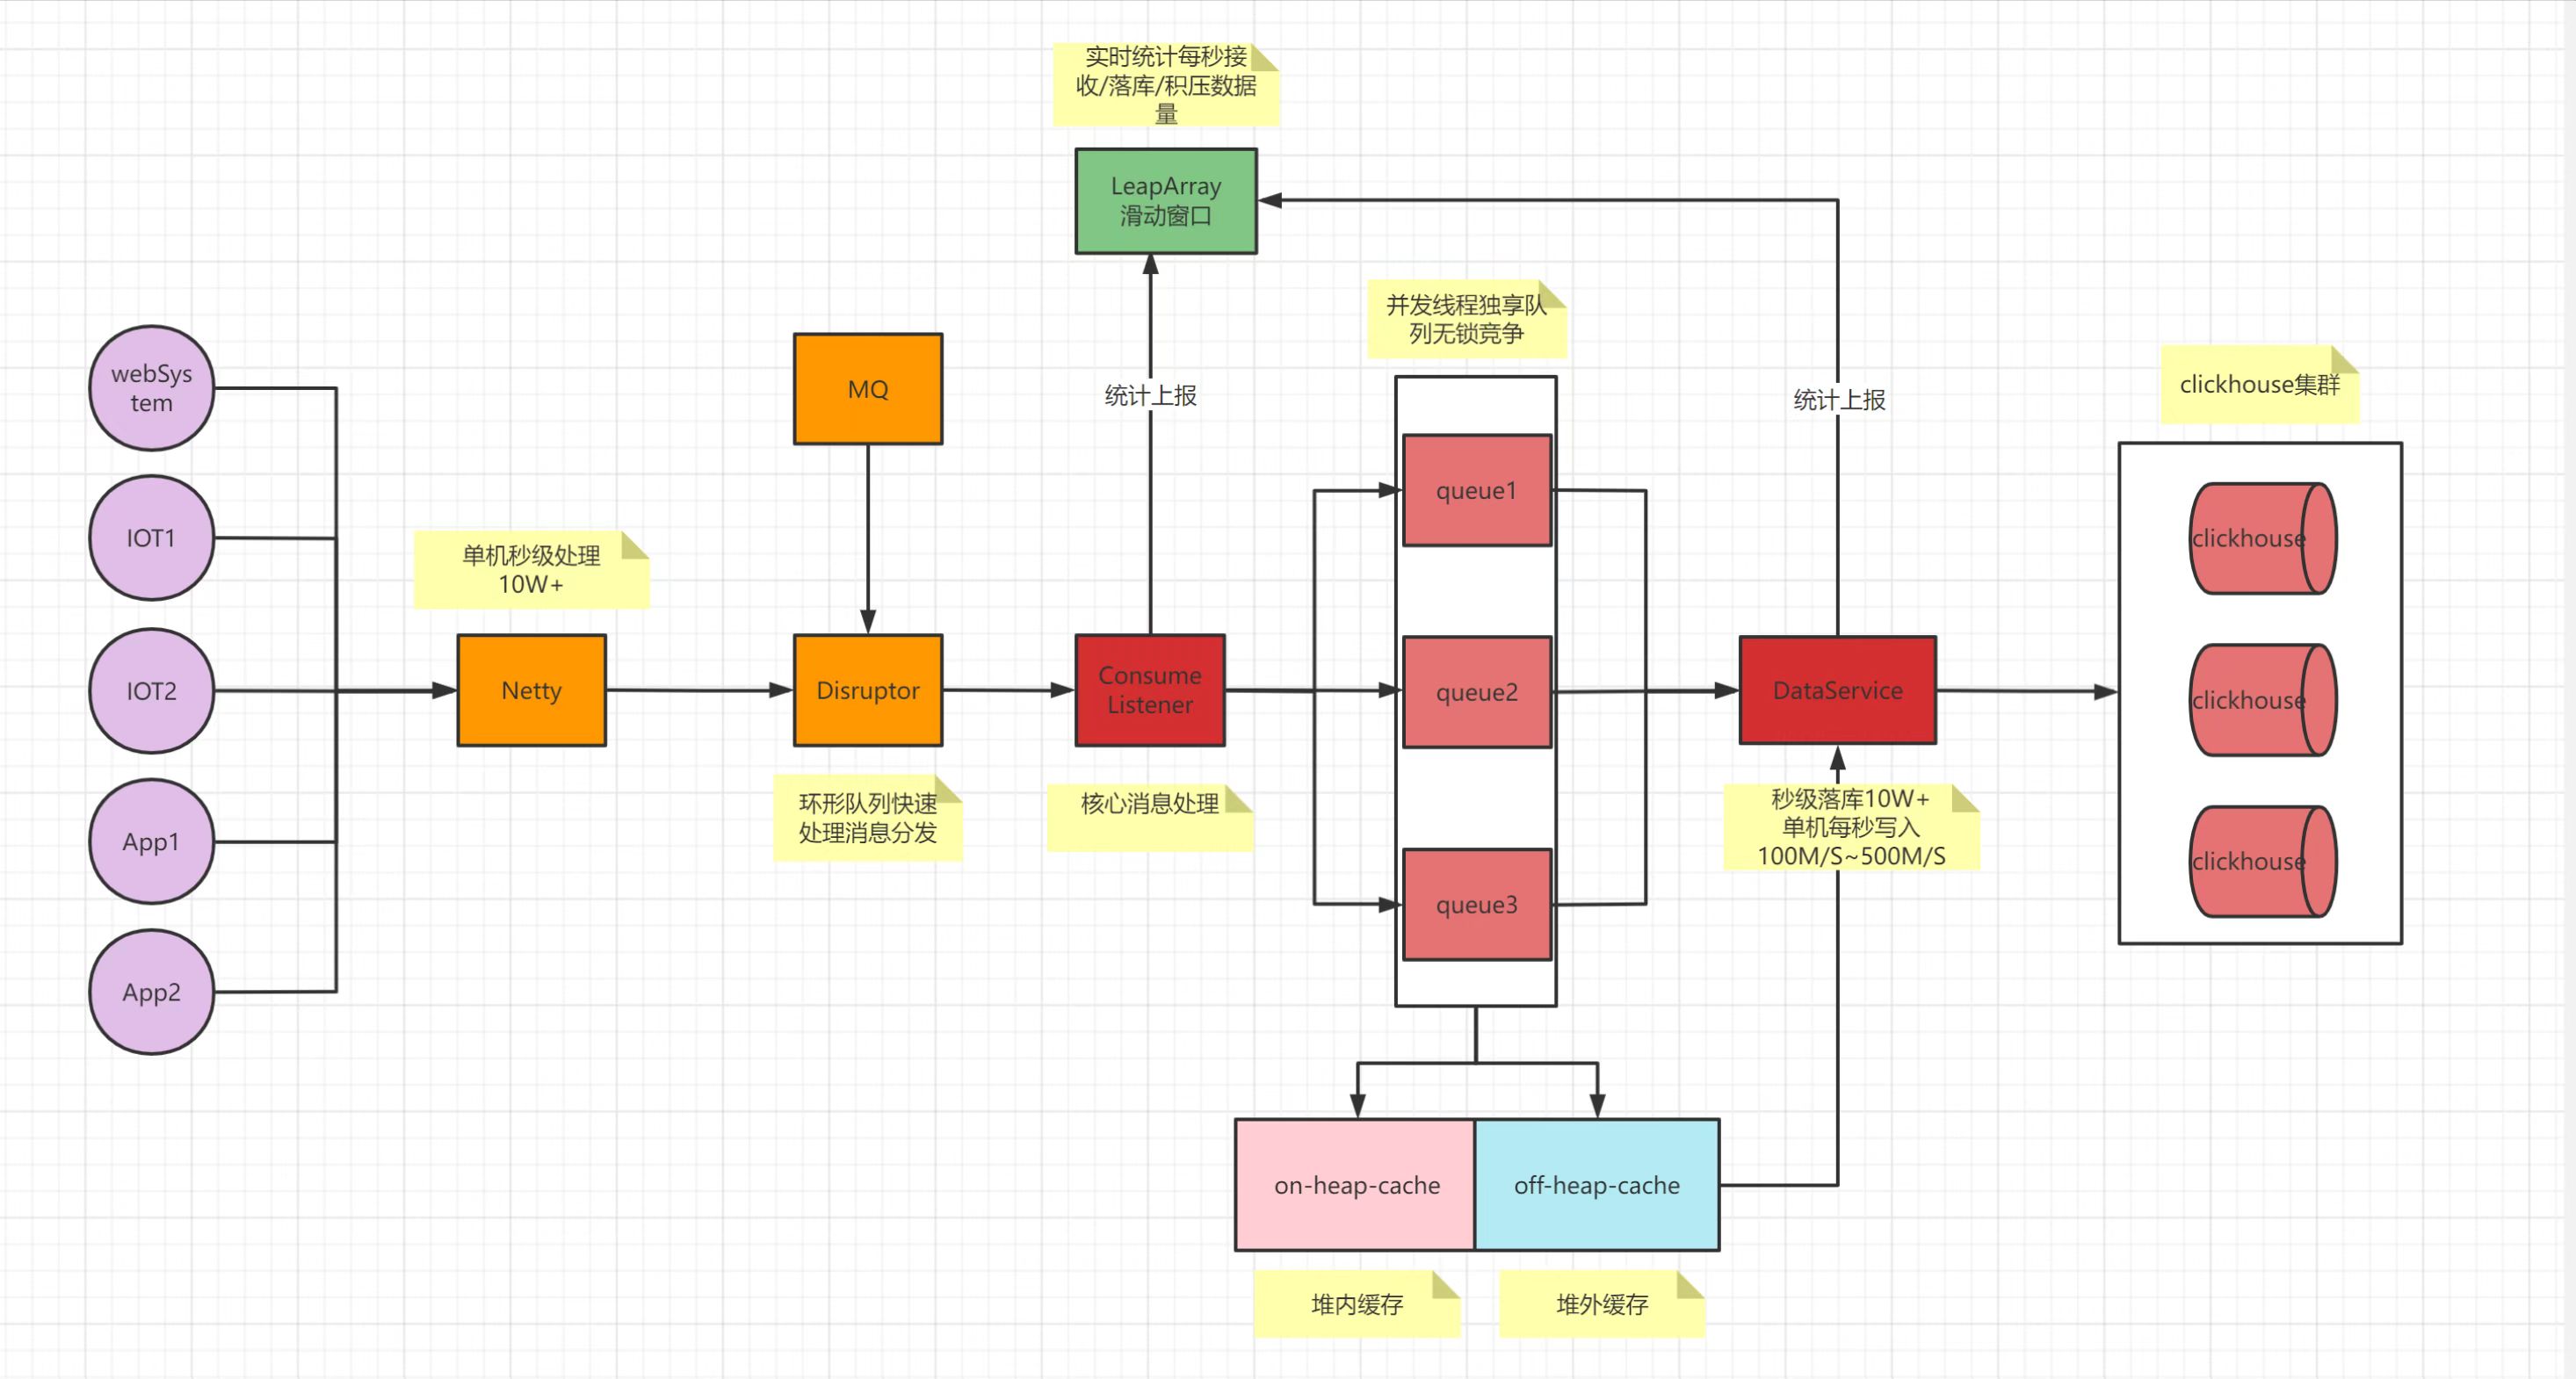 实时统计每秒接
收/落库/积压数据
量
LeapArray
滑动窗口
并发线程独享队
列无锁竞争
webSys
tem
MQ
统计上报
统计上报
clickhouse集群
queue1
IOT1
clickhouse
单机秒级处理
10W+
IOT2
Netty
Disruptor
Consume
Listener
queue2
DataService
clickhouse
环形队列快速
处理消息分发
核心消息处理
秒级落库10W+
单机每秒写入
100M/S~500M/S
App1
clickhouse
queue3
App2
on-heap-cache
off-heap-cache
堆内缓存
堆外缓存